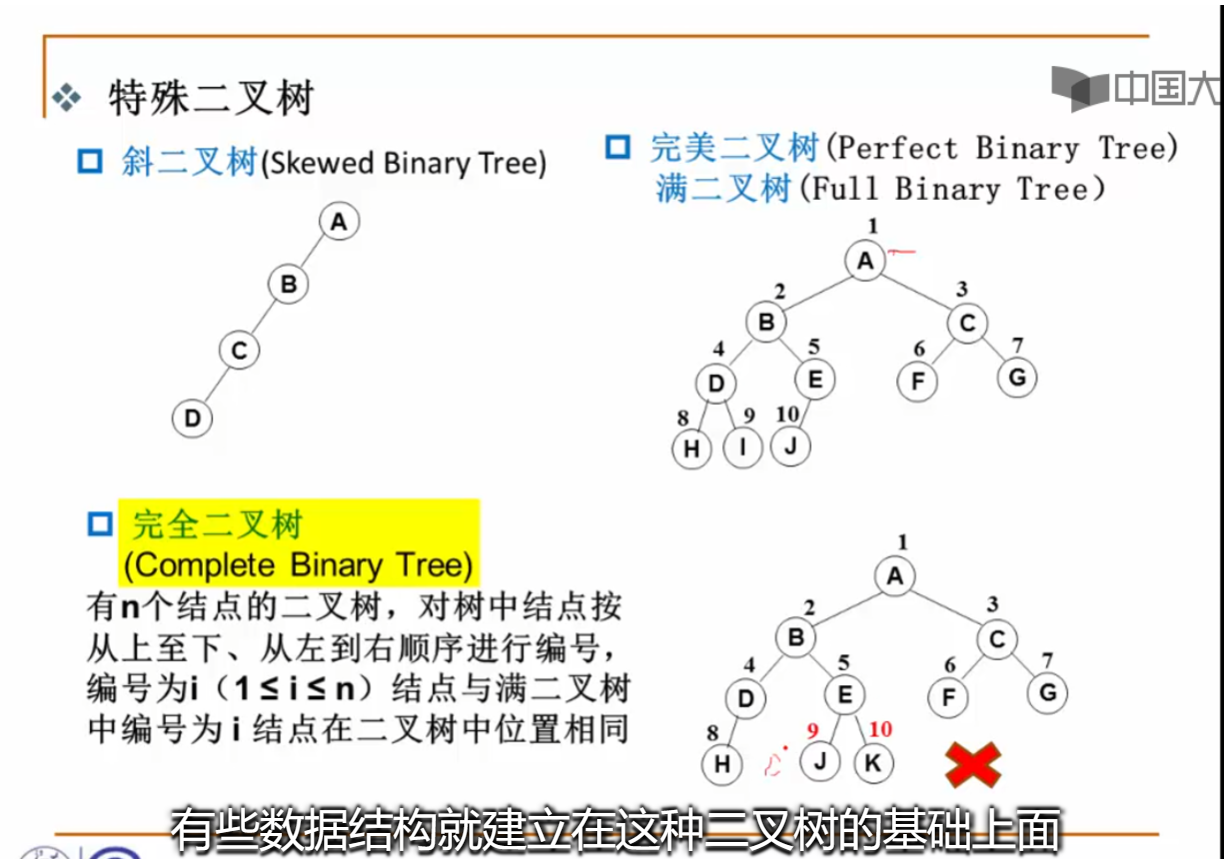 特殊二叉树
中国大
斜二叉树(Skewed Binary Tree)
A
B
C
D
完美二叉树(Perfect Binary Tree)
满二叉树(Full Binary Tree)
1
A
2 3
B C
4 5 6 7
D E F G
8 9 10
H I J
完全二叉树
(Complete Binary Tree)
有n个结点的二叉树，对树中结点按
从上至下、从左到右顺序进行编号，
编号为i（1≤i≤n）结点与满二叉树
中编号为 i 结点在二叉树中位置相同
1
A
2 3
B C
4 5 6 7
D E F G
8 9 10
H J K
有些数据结构就建立在这种二叉树的基础上面